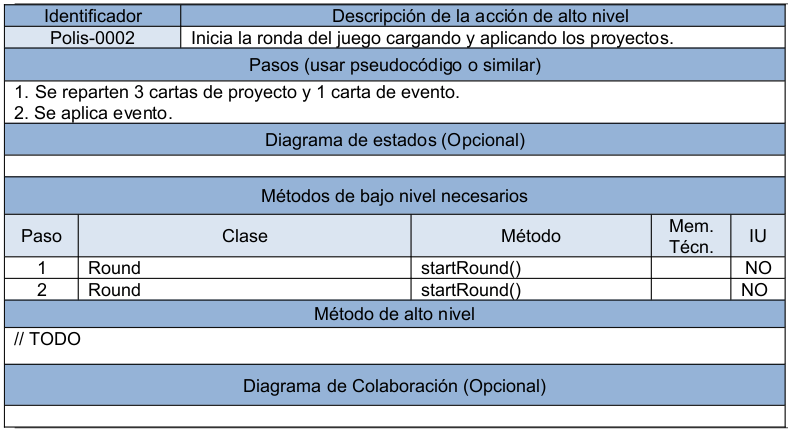 Identificador Descripción de la acción de alto nivel
Polis-0002 Inicia la ronda del juego cargando y aplicando los proyectos.
Pasos (usar pseudocódigo o similar)
1. Se reparten 3 cartas de proyecto y 1 carta de evento.
2. Se aplica evento.
Diagrama de estados (Opcional)
Métodos de bajo nivel necesarios
Paso Clase Método Mem. Técn. IU
1 Round startRound() NO
2 Round startRound() NO
Método de alto nivel
// TODO
Diagrama de Colaboración (Opcional)